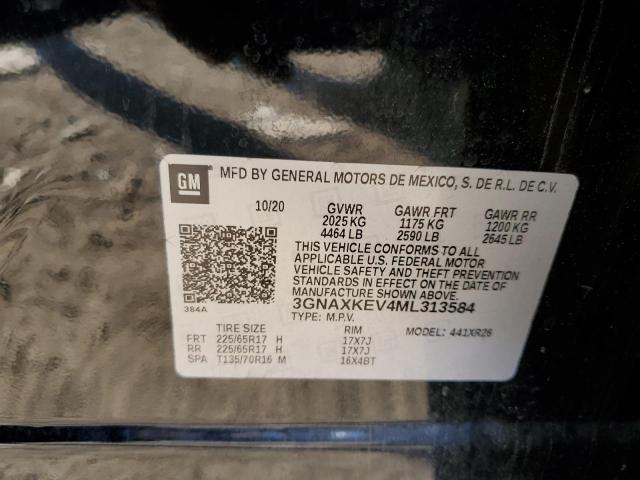 GM
MFD BY GENERAL MOTORS DE MEXICO, S. DE R.L. DE C.V.
10/20 GVWR GAWR FRT GAWR RR
2025 KG 1175 KG 1200 KG
4464 LB 2590 LB 2645 LB
THIS VEHICLE CONFORMS TO ALL
APPLICABLE U.S. FEDERAL MOTOR
VEHICLE SAFETY AND THEFT PREVENTION
STANDARDS IN EFFECT ON THE DATE OF
MANUFACTURE SHOWN ABOVE.
384A
3GNAXKEV4ML313584
TYPE: M.P.V.
MODEL: 441XR26
TIRE SIZE RIM
FRT 225/65R17 H 17X7J
RR 225/65R17 H 17X7J
SPA T135/70R16 M 16X4BT